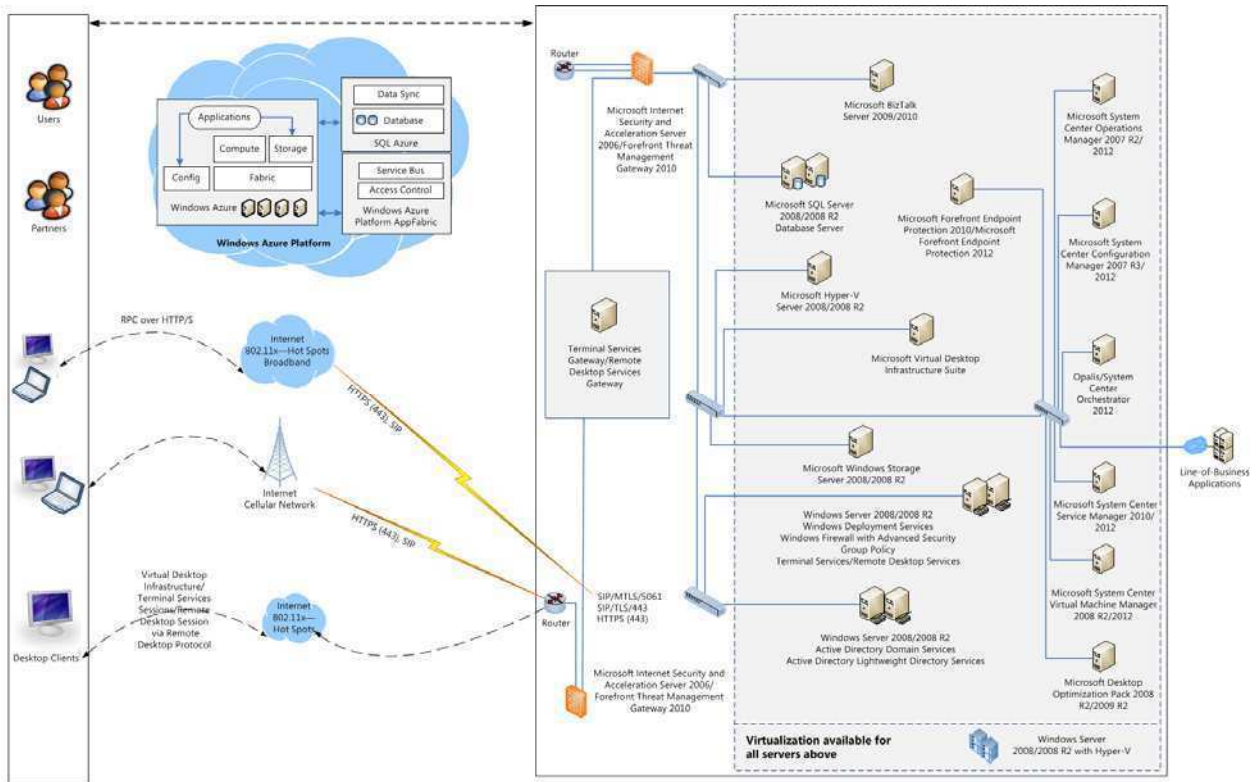 Users
Partners
Desktop Clients
Data Sync
Database
SQL Azure
Applications
Compute
Storage
Config
Fabric
Windows Azure
Service Bus
Access Control
Windows Azure
Platform AppFabric
Windows Azure Platform
RPC over HTTP/S
Internet
802.11x—Hot Spots
Broadband
HTTPS (443), SIP
Internet
Cellular Network
HTTPS (443), SIP
Virtual Desktop
Infrastructure/
Terminal Services
Sessions/Remote
Desktop Session
via Remote
Desktop Protocol
Internet
802.11x—
Hot Spots
Router
SIP/MTLS/5061
SIP/TLS/443
HTTPS (443)
Microsoft Internet Security and
Acceleration Server 2006/
Forefront Threat Management
Gateway 2010
Router
Microsoft Internet
Security and
Acceleration Server
2006/Forefront Threat
Management
Gateway 2010
Terminal Services
Gateway/Remote
Desktop Services
Gateway
Microsoft BizTalk
Server 2009/2010
Microsoft SQL Server
2008/2008 R2
Database Server
Microsoft Forefront Endpoint
Protection 2010/Microsoft
Forefront Endpoint
Protection 2012
Microsoft Hyper-V
Server 2008/2008 R2
Microsoft Virtual Desktop
Infrastructure Suite
Microsoft Windows Storage
Server 2008/2008 R2
Windows Server 2008/2008 R2
Windows Deployment Services
Windows Firewall with Advanced Security
Group Policy
Terminal Services/Remote Desktop Services
Windows Server 2008/2008 R2
Active Directory Domain Services
Active Directory Lightweight Directory Services
Microsoft System
Center Operations
Manager 2007 R2/
2012
Microsoft System
Center Configuration
Manager 2007 R3/
2012
Opalis/System
Center
Orchestrator
2012
Line-of-Business
Applications
Microsoft System Center
Service Manager 2010/
2012
Microsoft System Center
Virtual Machine Manager
2008 R2/2012
Microsoft Desktop
Optimization Pack 2008
R2/2009 R2
Virtualization available for
all servers above
Windows Server
2008/2008 R2 with Hyper-V